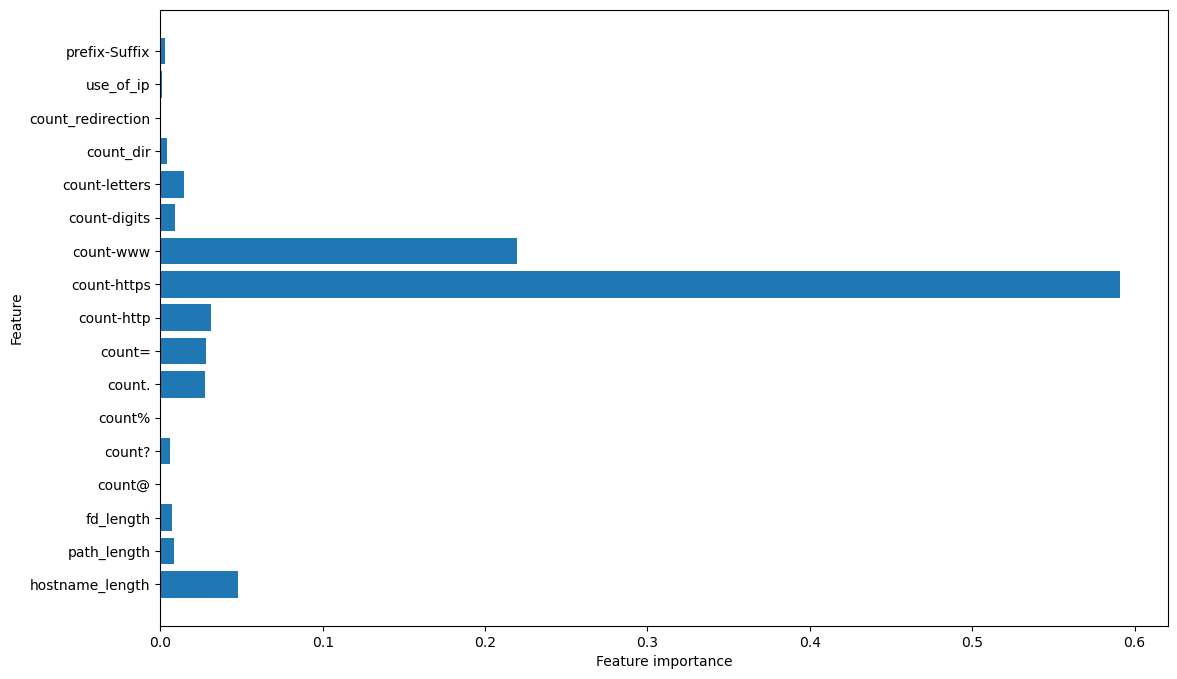 prefix-Suffix
use_of_ip
count_redirection
count_dir
count-letters
count-digits
count-www
count-https
count-http
count=
count.
count%
count?
count@
fd_length
path_length
hostname_length
Feature
0.0 0.1 0.2 0.3 0.4 0.5 0.6
Feature importance